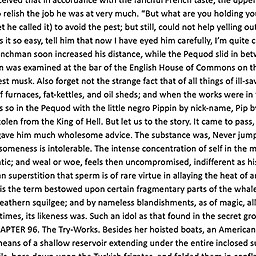 ceived that in accordance with the fanciful French taste, the upper
o relish the job he was at very much. "But what are you holding yo
et he called it) to avoid the pest; but still, could not help yelling out
s it so easy, tell him that now I have eyed him carefully, I'm quite c
nchman soon increased his distance, while the Pequod slid in betw
n was examined at the bar of the English House of Commons on th
est musk. Also forget not the strange fact that of all things of ill-sav
f furnaces, fat-kettles, and oil sheds; and when the works were in
s so in the Pequod with the little negro Pippin by nick-name, Pip b
tolen from the King of Hell. But let us to the story. It came to pass,
gave him much wholesome advice. The substance was, Never jump
someness is intolerable. The intense concentration of self in the m
tic; and weal or woe, feels then uncompromised, indifferent as his
an superstition that sperm is of rare virtue in allaying the heat of an
is the term bestowed upon certain fragmentary parts of the whale
eathern squilgee; and by nameless blandishments, as of magic, all
times, its likeness was. Such an idol as that found in the secret gro
APTER 96. The Try-Works. Besides her hoisted boats, an American
means of a shallow reservoir extending under the entire inclosed su